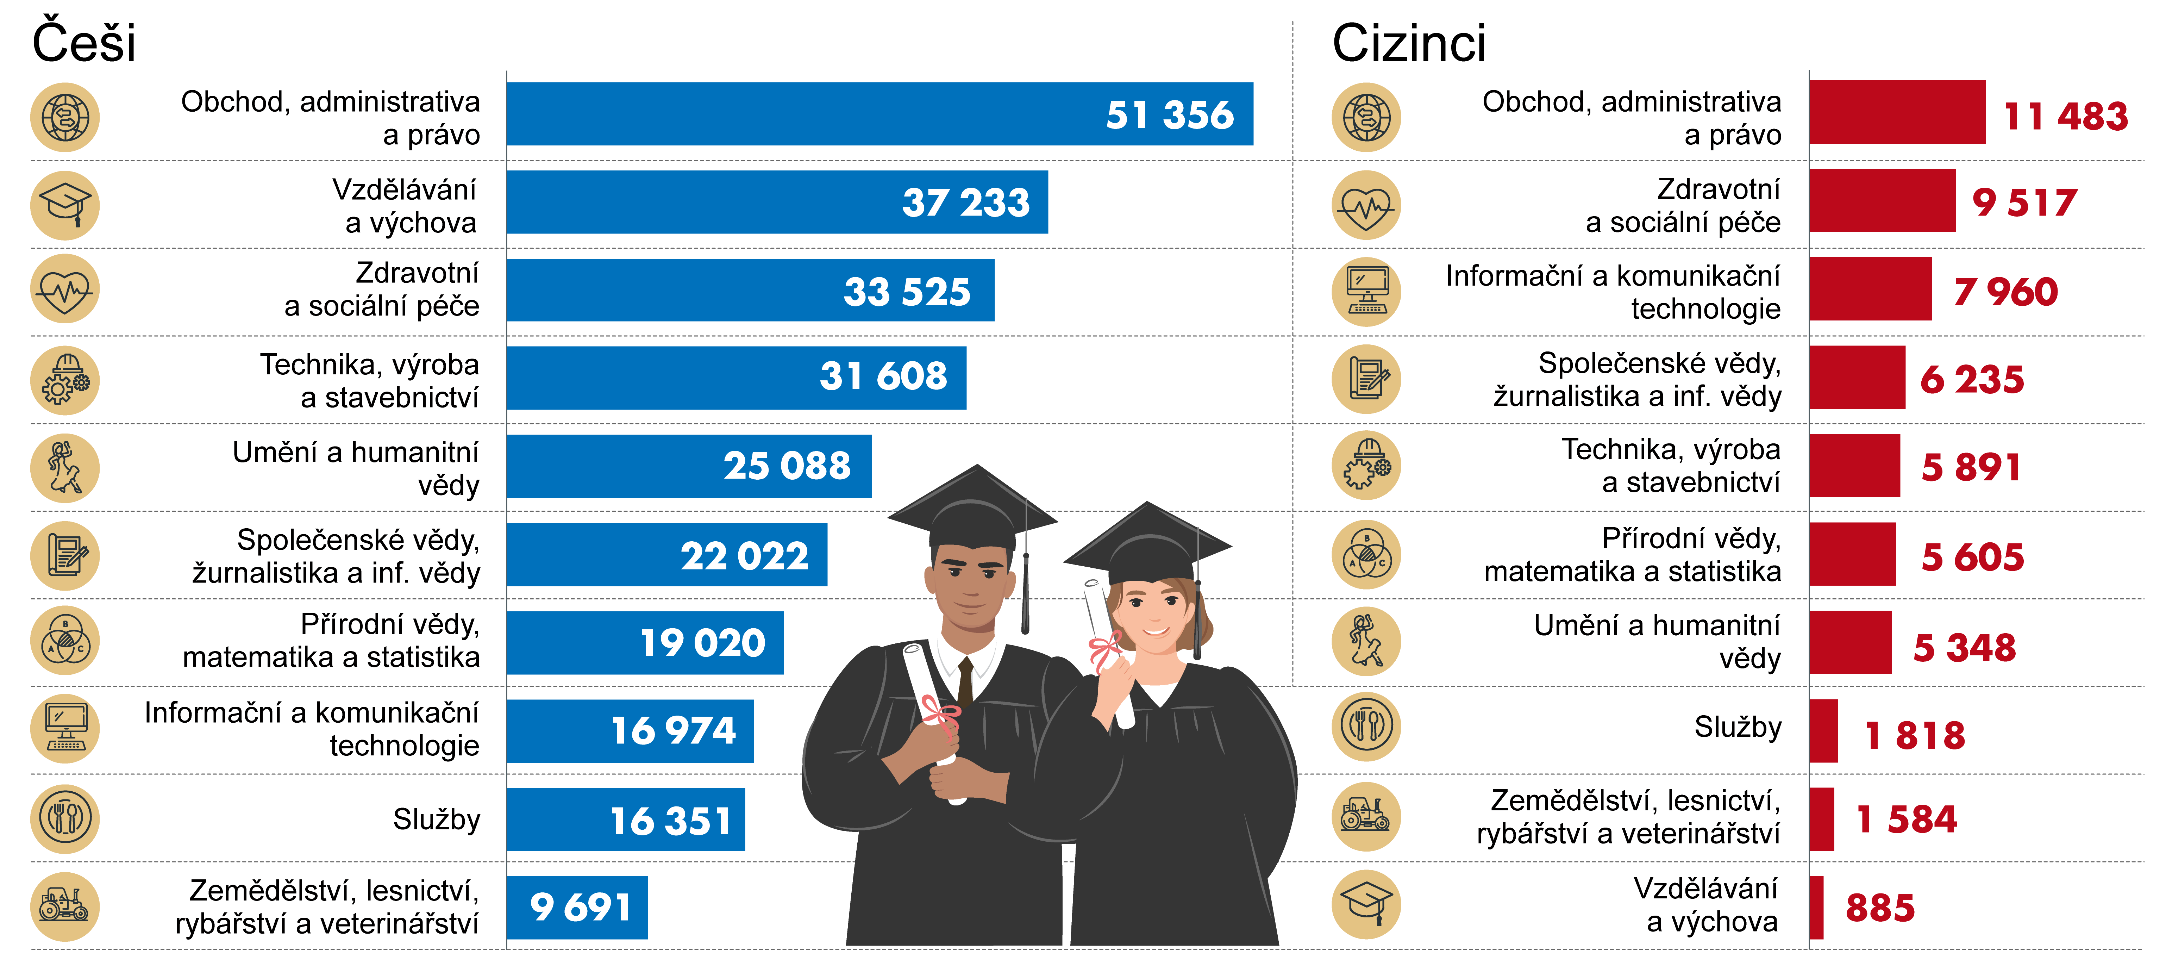 Češi
Obchod, administrativa
a právo
51 356
Vzdělávání
a výchova
37 233
Zdravotní
a sociální péče
33 525
Technika, výroba
a stavebnictví
31 608
Umění a humanitní
vědy
25 088
Společenské vědy,
žurnalistika a inf. vědy
22 022
Přírodní vědy,
matematika a statistika
19 020
Informační a komunikační
technologie
16 974
Služby
16 351
Zemědělství, lesnictví,
rybářství a veterinářství
9 691
Cizinci
Obchod, administrativa
a právo
11 483
Zdravotní
a sociální péče
9 517
Informační a komunikační
technologie
7 960
Společenské vědy,
žurnalistika a inf. vědy
6 235
Technika, výroba
a stavebnictví
5 891
B
A C
Přírodní vědy,
matematika a statistika
5 605
Umění a humanitní
vědy
5 348
Služby
1 818
Zemědělství, lesnictví,
rybářství a veterinářství
1 584
Vzdělávání
a výchova
885